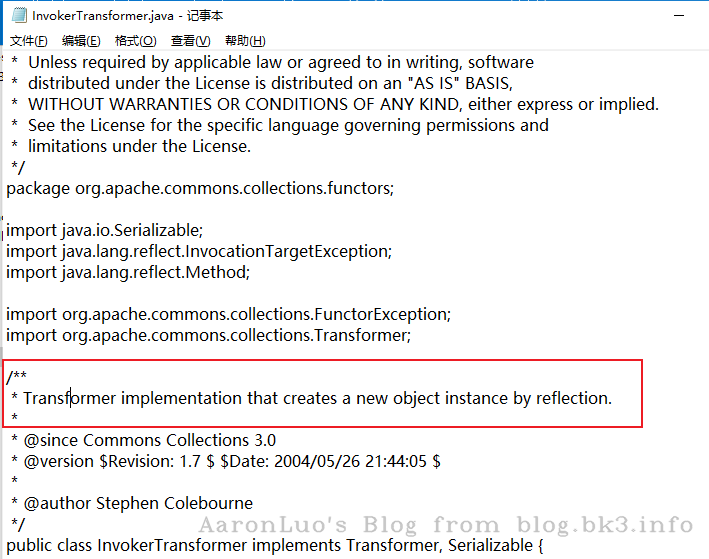 InvokerTransformer.java - 记事本
文件(F) 编辑(E) 格式(O) 查看(V) 帮助(H)
* Unless required by applicable law or agreed to in writing, software
* distributed under the License is distributed on an "AS IS" BASIS,
* WITHOUT WARRANTIES OR CONDITIONS OF ANY KIND, either express or implied.
* See the License for the specific language governing permissions and
* limitations under the License.
*/
package org.apache.commons.collections.functors;
import java.io.Serializable;
import java.lang.reflect.InvocationTargetException;
import java.lang.reflect.Method;
import org.apache.commons.collections.FunctorException;
import org.apache.commons.collections.Transformer;
/**
* Transformer implementation that creates a new object instance by reflection.
*
* @since Commons Collections 3.0
* @version $Revision: 1.7 $ $Date: 2004/05/26 21:44:05 $
*
* @author Stephen Colebourne
*/
AaronLuo's Blog from blog.bk3.info
public class InvokerTransformer implements Transformer, Serializable {